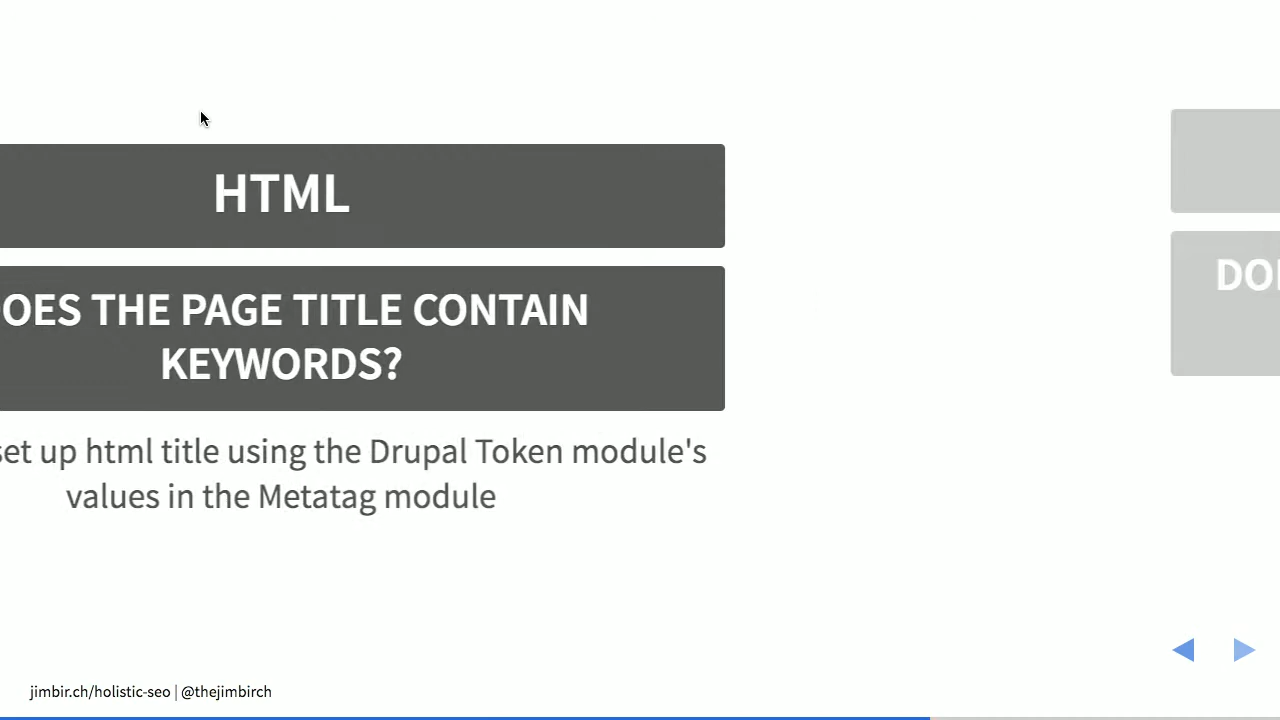 HTML
OES THE PAGE TITLE CONTAIN
KEYWORDS?
set up html title using the Drupal Token module's
values in the Metatag module
jimbir.ch/holistic-seo | @thejimbirch